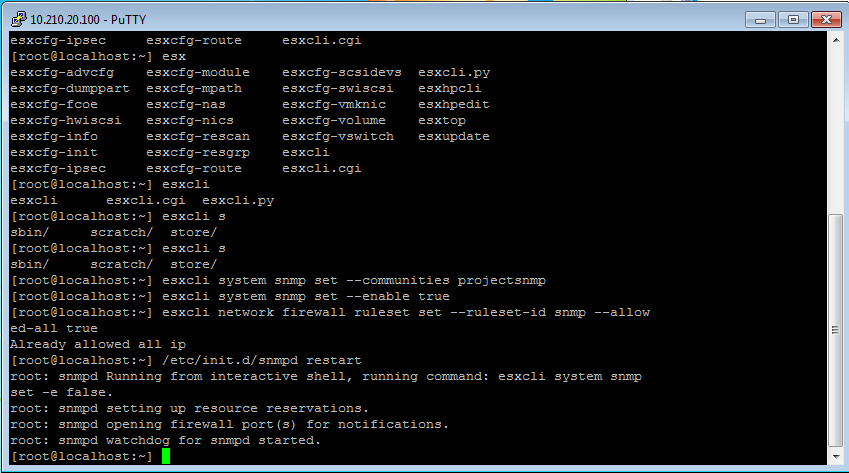 10.210.20.100 - PuTTY
esxcfg-ipsec     esxcfg-route     esxcli.cgi
[root@localhost:~] esx
esxcfg-advcfg    esxcfg-module    esxcfg-scsidevs  esxcli.py
esxcfg-dumppart  esxcfg-mpath     esxcfg-swiscsi   esxhpcli
esxcfg-fcoe      esxcfg-nas       esxcfg-vmknic    esxhpedit
esxcfg-hwiscsi   esxcfg-nics      esxcfg-volume    esxtop
esxcfg-info      esxcfg-rescan    esxcfg-vswitch   esxupdate
esxcfg-init      esxcfg-resgrp    esxcli
esxcfg-ipsec     esxcfg-route     esxcli.cgi
[root@localhost:~] esxcli
esxcli      esxcli.cgi  esxcli.py
[root@localhost:~] esxcli s
sbin/     scratch/  store/
[root@localhost:~] esxcli s
sbin/     scratch/  store/
[root@localhost:~] esxcli system snmp set --communities projectsnmp
[root@localhost:~] esxcli system snmp set --enable true
[root@localhost:~] esxcli network firewall ruleset set --ruleset-id snmp --allow
ed-all true
Already allowed all ip
[root@localhost:~] /etc/init.d/snmpd restart
root: snmpd Running from interactive shell, running command: esxcli system snmp
set -e false.
root: snmpd setting up resource reservations.
root: snmpd opening firewall port(s) for notifications.
root: snmpd watchdog for snmpd started.
[root@localhost:~]